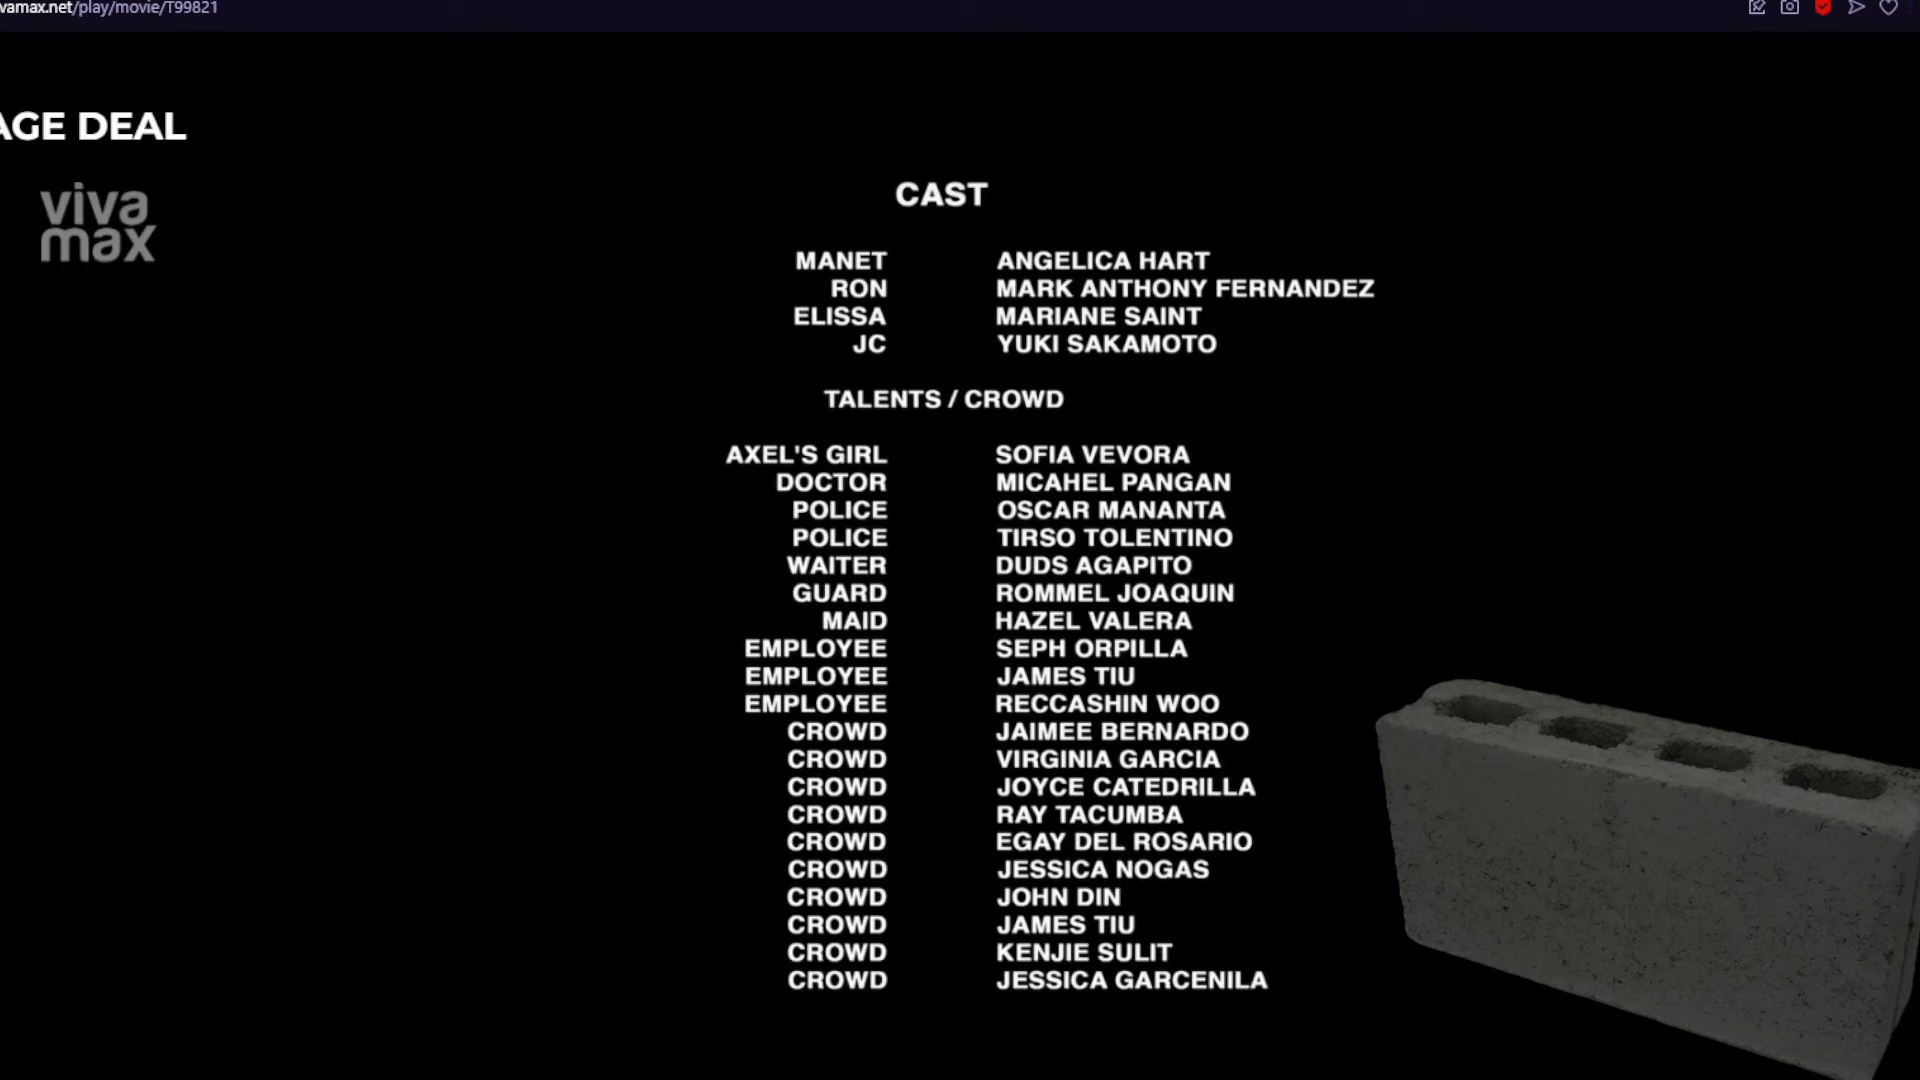 vamax.net/play/movie/T99821
AGE DEAL
viva
max
CAST
MANET ANGELICA HART
RON MARK ANTHONY FERNANDEZ
ELISSA MARIANE SAINT
JC YUKI SAKAMOTO
TALENTS / CROWD
AXEL'S GIRL SOFIA VEVORA
DOCTOR MICAHEL PANGAN
POLICE OSCAR MANANTA
POLICE TIRSO TOLENTINO
WAITER DUDS AGAPITO
GUARD ROMMEL JOAQUIN
MAID HAZEL VALERA
EMPLOYEE SEPH ORPILLA
EMPLOYEE JAMES TIU
EMPLOYEE RECCASHIN WOO
CROWD JAIMEE BERNARDO
CROWD VIRGINIA GARCIA
CROWD JOYCE CATEDRILLA
CROWD RAY TACUMBA
CROWD EGAY DEL ROSARIO
CROWD JESSICA NOGAS
CROWD JOHN DIN
CROWD JAMES TIU
CROWD KENJIE SULIT
CROWD JESSICA GARCENILA